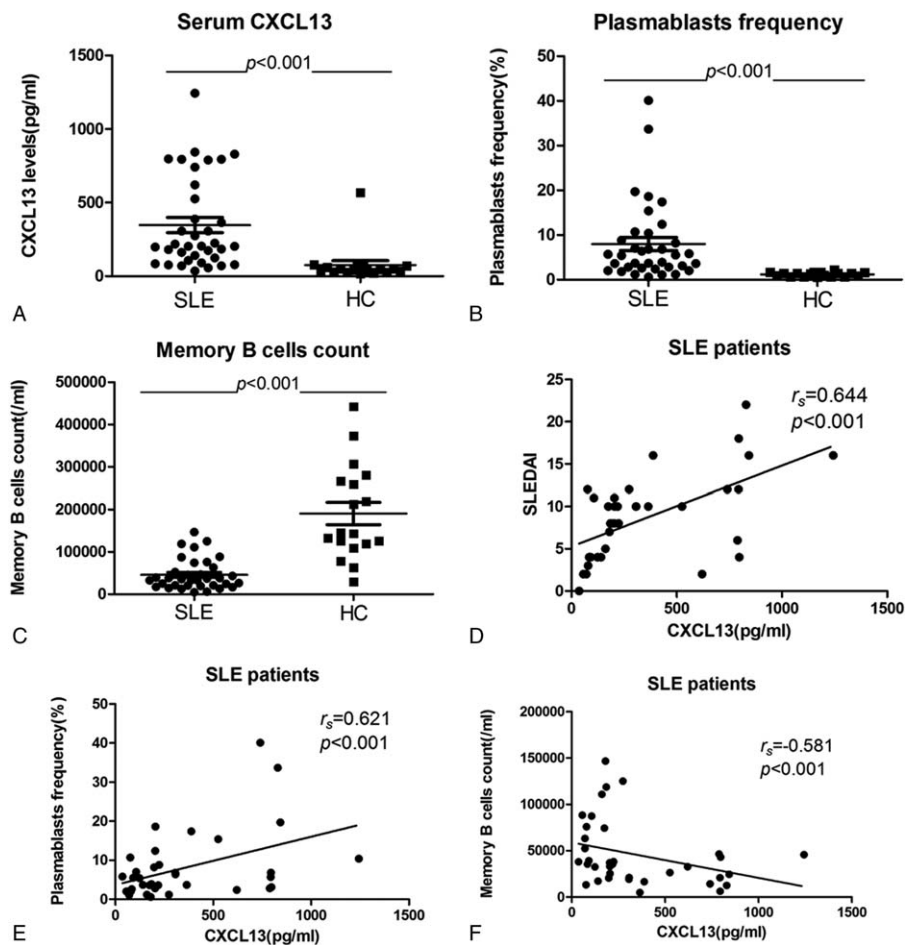 Serum CXCL13
p<0.001
CXCL13 levels(pg/ml)
1500
1000
500
0
SLE
HC
A
Plasmablasts frequency
p<0.001
Plasmablasts frequency(%)
50
40
30
20
10
0
SLE
HC
B
Memory B cells count
p<0.001
Memory B cells count(/ml)
500000
400000
300000
200000
100000
0
SLE
HC
C
SLE patients
rs=0.644
p<0.001
SLEDAI
25
20
15
10
5
0
0
500
1000
1500
CXCL13(pg/ml)
D
SLE patients
rs=0.621
p<0.001
Plasmablasts frequency(%)
50
40
30
20
10
0
0
500
1000
1500
CXCL13(pg/ml)
E
SLE patients
rs=-0.581
p<0.001
Memory B cells count(/ml)
200000
150000
100000
50000
0
0
500
1000
1500
CXCL13(pg/ml)
F